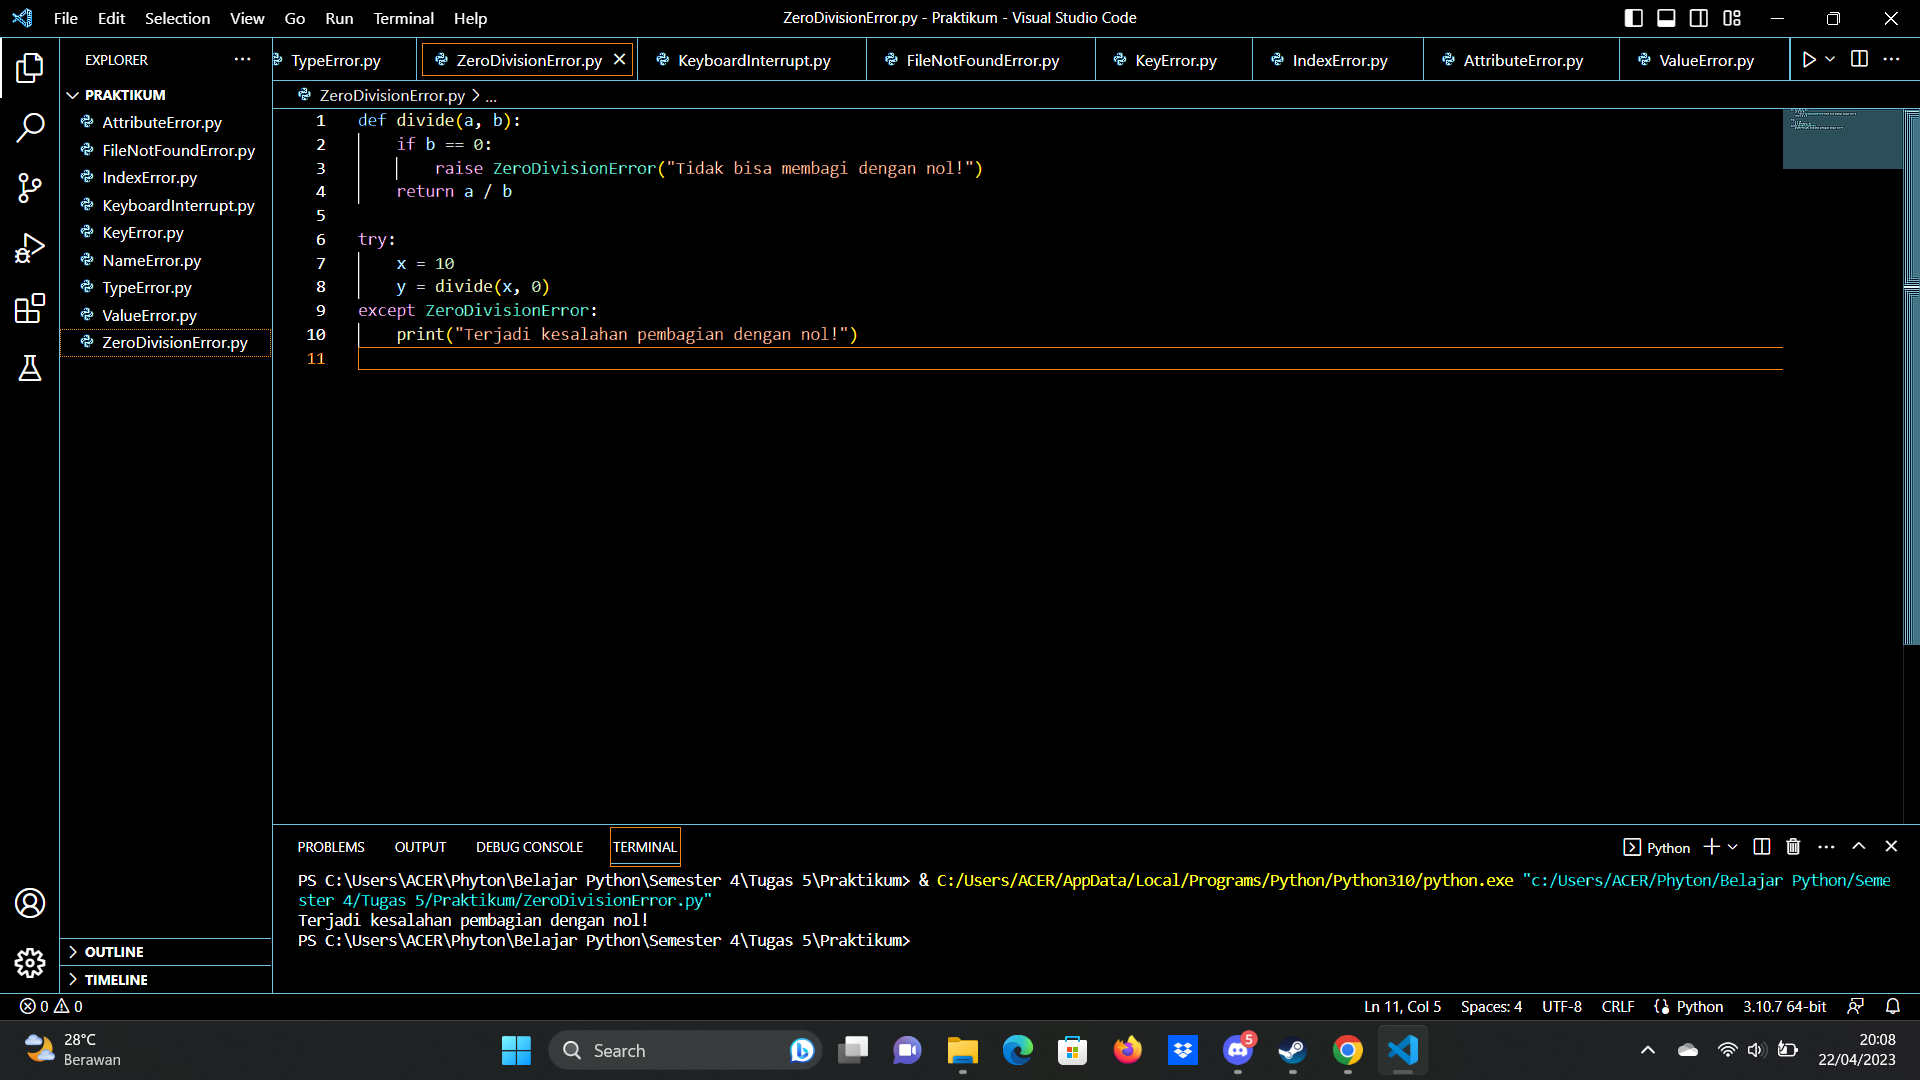 File Edit Selection View Go Run Terminal Help
ZeroDivisionError.py - Praktikum - Visual Studio Code
EXPLORER
TypeError.py ZeroDivisionError.py KeyboardInterrupt.py FileNotFoundError.py KeyError.py IndexError.py AttributeError.py ValueError.py
PRAKTIKUM
AttributeError.py
FileNotFoundError.py
IndexError.py
KeyboardInterrupt.py
KeyError.py
NameError.py
TypeError.py
ValueError.py
ZeroDivisionError.py
OUTLINE
TIMELINE
ZeroDivisionError.py > ...
1 def divide(a, b):
2 if b == 0:
3 raise ZeroDivisionError("Tidak bisa membagi dengan nol!")
4 return a / b
5
6 try:
7 x = 10
8 y = divide(x, 0)
9 except ZeroDivisionError:
10 print("Terjadi kesalahan pembagian dengan nol!")
11
PROBLEMS OUTPUT DEBUG CONSOLE TERMINAL
Python
PS C:\Users\ACER\Phyton\Belajar Python\Semester 4\Tugas 5\Praktikum> & C:/Users/ACER/AppData/Local/Programs/Python/Python310/python.exe "c:/Users/ACER/Phyton/Belajar Python/Seme
ster 4/Tugas 5/Praktikum/ZeroDivisionError.py"
Terjadi kesalahan pembagian dengan nol!
PS C:\Users\ACER\Phyton\Belajar Python\Semester 4\Tugas 5\Praktikum>
0 0
Ln 11, Col 5 Spaces: 4 UTF-8 CRLF Python 3.10.7 64-bit
28°C
Berawan
Search
5
20:08
22/04/2023